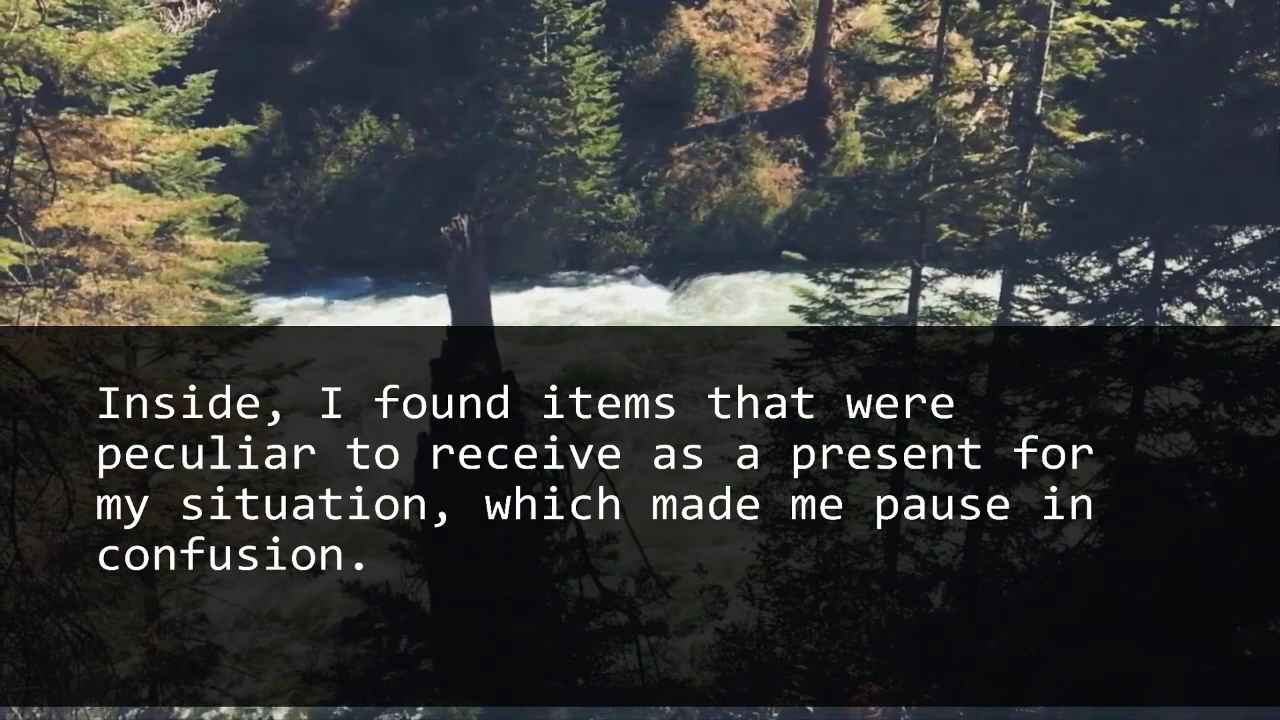 Inside, I found items that were
peculiar to receive as a present for
my situation, which made me pause in
confusion.